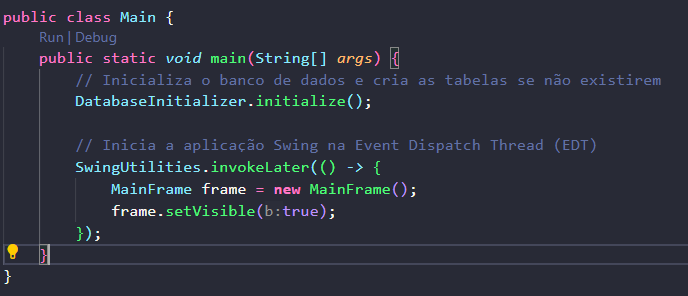 public class Main {
Run | Debug
public static void main(String[] args) {
// Inicializa o banco de dados e cria as tabelas se não existirem
DatabaseInitializer.initialize();
// Inicia a aplicação Swing na Event Dispatch Thread (EDT)
SwingUtilities.invokeLater(() -> {
MainFrame frame = new MainFrame();
frame.setVisible(b:true);
});
}
}